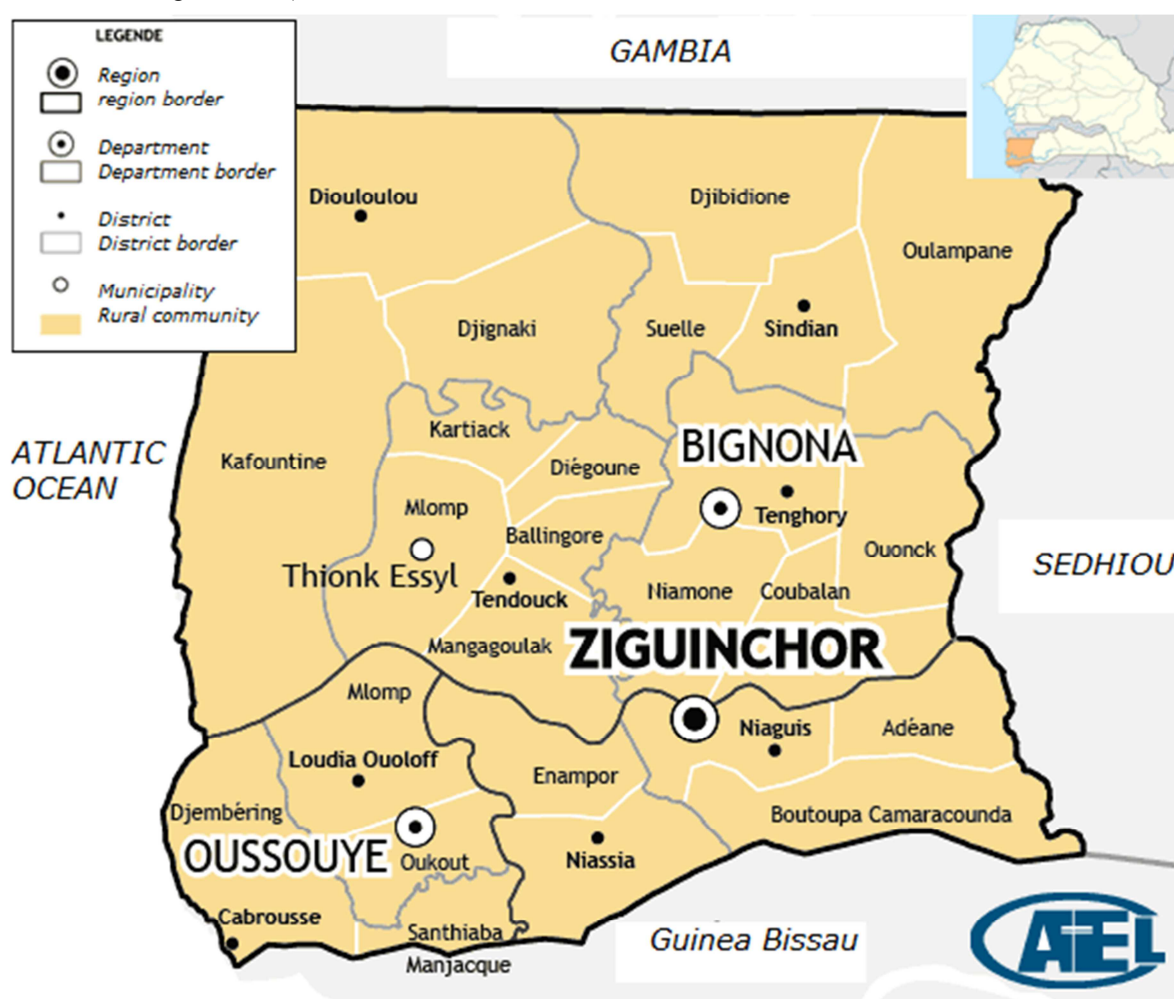 LEGENDE
Region
region border
Department
Department border
District
District border
Municipality
Rural community
GAMBIA
Diouloulou
Djibidione
Oulampane
Djignaki
Suelle
Sindian
Kartiack
BIGNONA
ATLANTIC
OCEAN
Kafountine
Diégoune
Mlomp
Tenghory
Ballingore
Ouonck
SEDHIOU
Thionk Essyl
Tendouck
Niamone
Coubalan
Mangagoulak
ZIGUINCHOR
Mlomp
Niaguis
Adéane
Loudia Ouoloff
Enampor
Djembéring
Boutoupa Camaracounda
OUSSOUYE
Oukout
Niassia
Cabrousse
Santhiaba
Manjacque
Guinea Bissau
ATEL